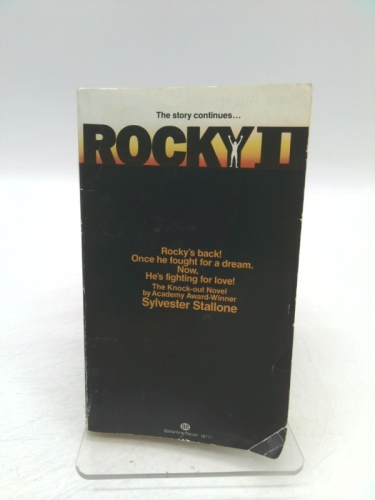 The story continues...
ROCKY II
Rocky's back!
Once he fought for a dream.
Now,
He's fighting for love!
The Knock-out Novel
by Academy Award-Winner
Sylvester Stallone